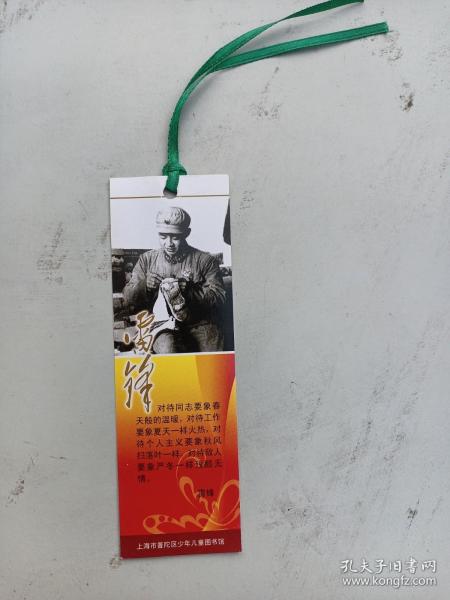 雷锋
对待同志要象春
天般的温暖，对待工作
要象夏天一样火热，对
待个人主义要象秋风
扫落叶一样，对待敌人
要象严冬一样残酷无
情。
雷锋
上海市普陀区少年儿童图书馆
孔夫子旧书网
www.kongfz.com